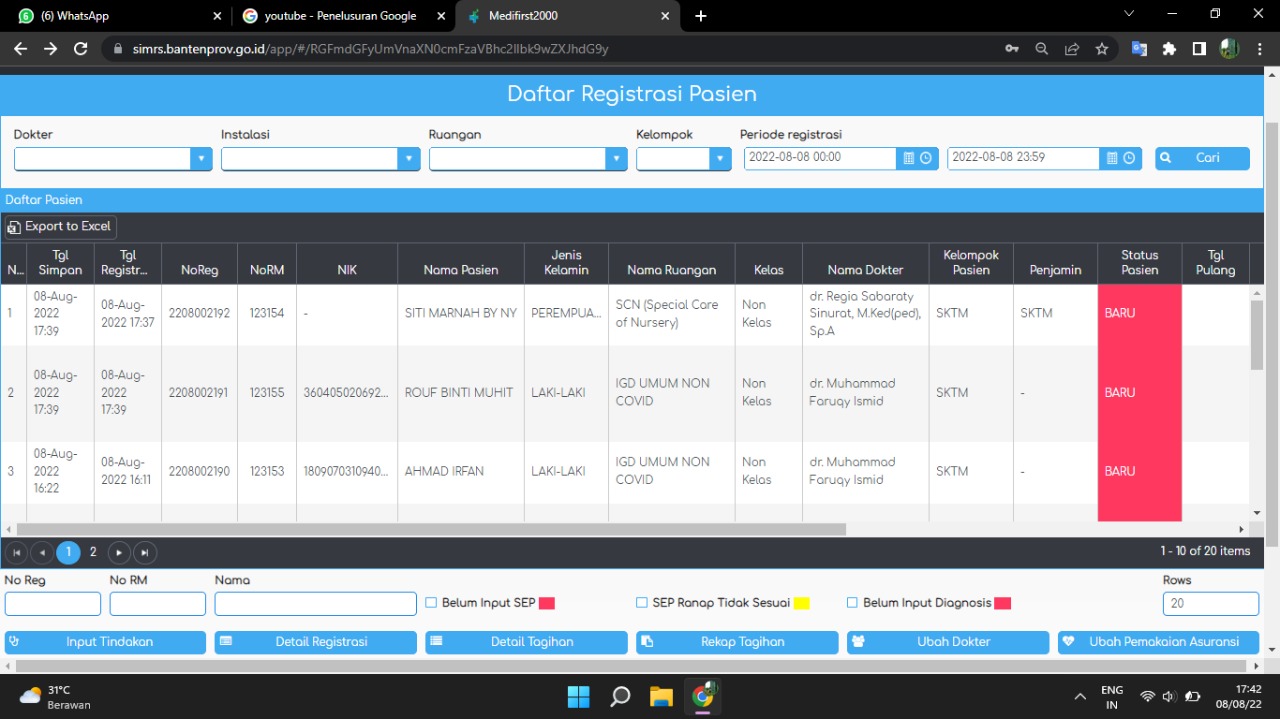 (6) WhatsApp
youtube - Penelusuran Google
Medifirst2000
simrs.bantenprov.go.id/app/#/RGFmdGFyUmVnaXN0cmFzaVBhc2llbk9wZXJhdG9y
Daftar Registrasi Pasien
Dokter Instalasi Ruangan Kelompok Periode registrasi
2022-08-08 00:00 2022-08-08 23:59 Cari
Daftar Pasien
Export to Excel
N... Tgl Simpan Tgl Registr... NoReg NoRM NIK Nama Pasien Jenis Kelamin Nama Ruangan Kelas Nama Dokter Kelompok Pasien Penjamin Status Pasien Tgl Pulang
1 08-Aug-2022 17:39 08-Aug-2022 17:37 2208002192 123154 - SITI MARNAH BY NY PEREMPUA... SCN (Special Care of Nursery) Non Kelas dr. Regia Sabaraty Sinurat, M.Ked(ped), Sp.A SKTM SKTM BARU
2 08-Aug-2022 17:39 08-Aug-2022 17:39 2208002191 123155 360405020692... ROUF BINTI MUHIT LAKI-LAKI IGD UMUM NON COVID Non Kelas dr. Muhammad Faruqy Ismid SKTM - BARU
3 08-Aug-2022 16:22 08-Aug-2022 16:11 2208002190 123153 1809070310940... AHMAD IRFAN LAKI-LAKI IGD UMUM NON COVID Non Kelas dr. Muhammad Faruqy Ismid SKTM - BARU
1 2 1 - 10 of 20 items
No Reg No RM Nama Rows
Belum Input SEP SEP Ranap Tidak Sesuai Belum Input Diagnosis 20
Input Tindakan Detail Registrasi Detail Tagihan Rekap Tagihan Ubah Dokter Ubah Pemakaian Asuransi
31°C
Berawan
ENG
IN
17:42
08/08/22